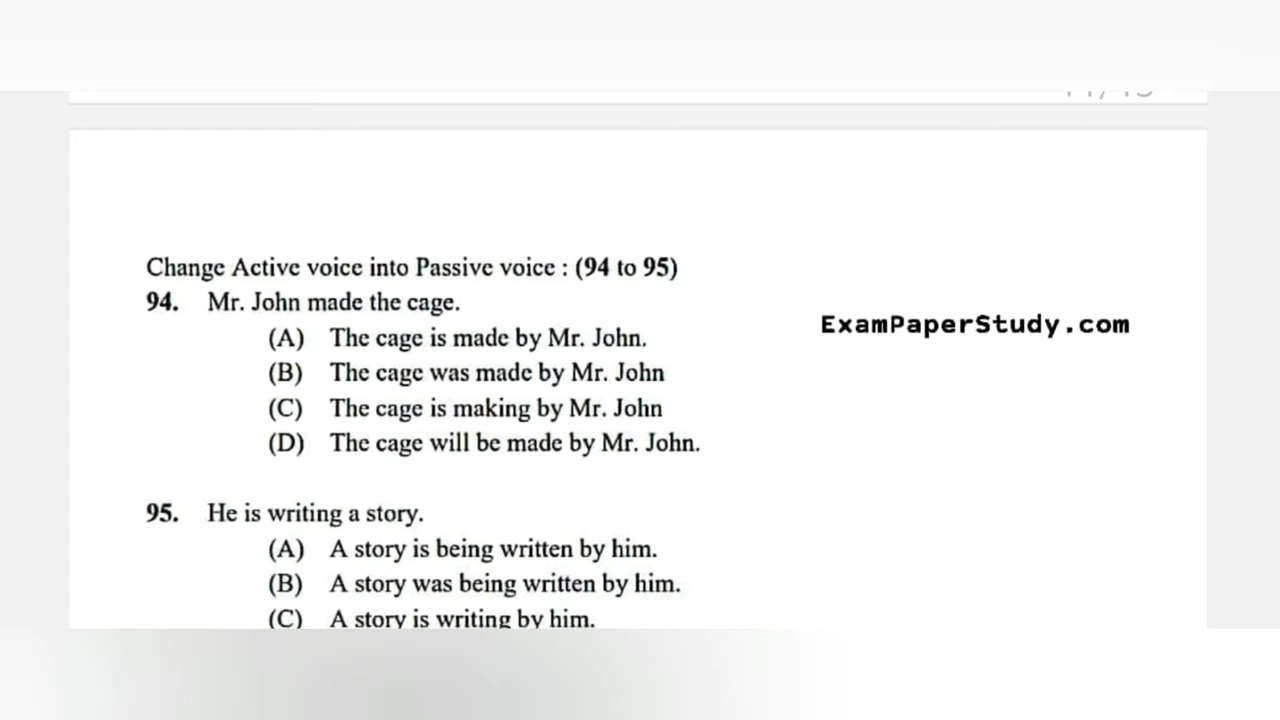 Change Active voice into Passive voice : (94 to 95)
94. Mr. John made the cage.
ExamPaperStudy.com
(A) The cage is made by Mr. John.
(B) The cage was made by Mr. John
(C) The cage is making by Mr. John
(D) The cage will be made by Mr. John.
95. He is writing a story.
(A) A story is being written by him.
(B) A story was being written by him.
(C) A story is writing by him.